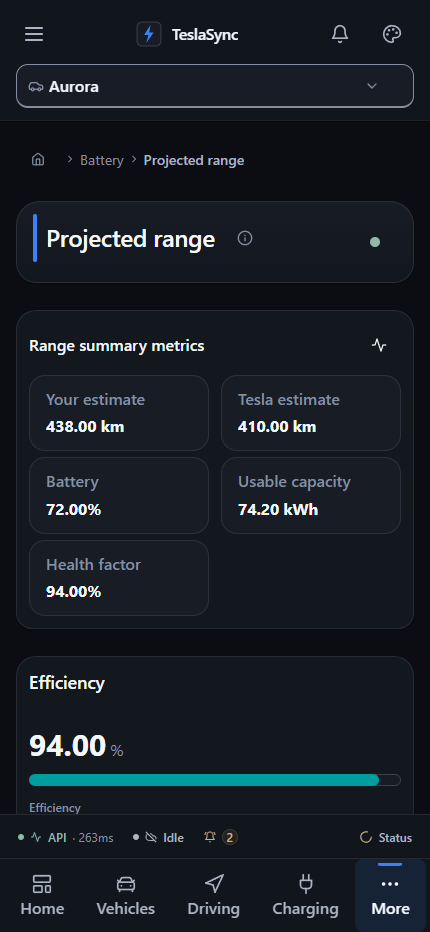 TeslaSync
Aurora
Battery Projected range
Projected range
Range summary metrics
Your estimate
438.00 km
Tesla estimate
410.00 km
Battery
72.00%
Usable capacity
74.20 kWh
Health factor
94.00%
Efficiency
94.00 %
Efficiency
API · 263ms Idle 2 Status
Home Vehicles Driving Charging More